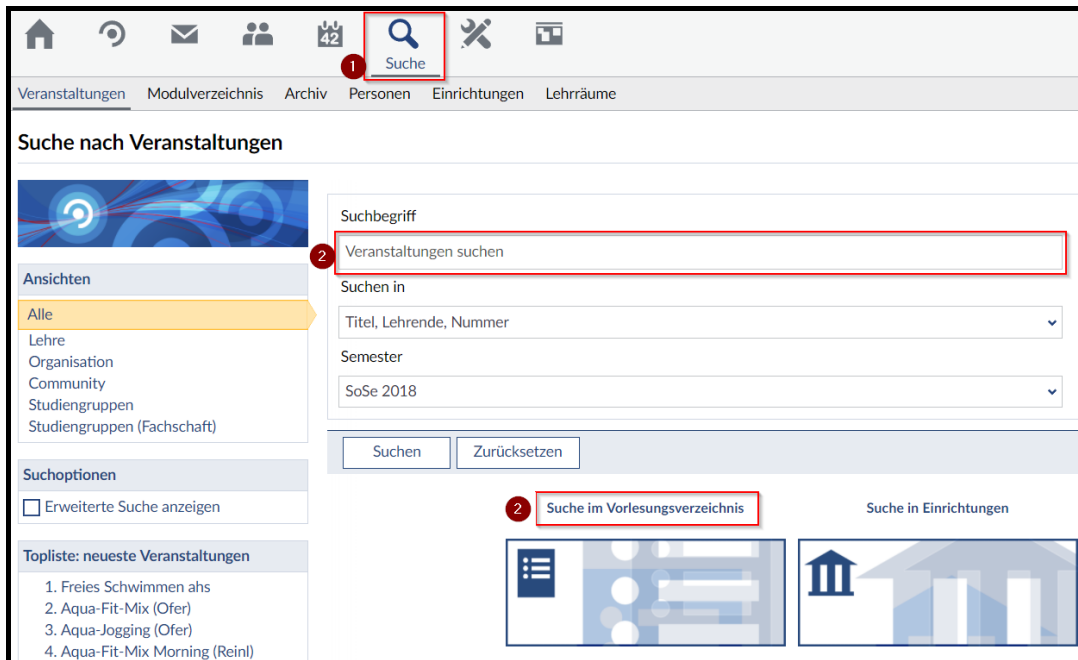 42
1
Suche
Veranstaltungen Modulverzeichnis Archiv Personen Einrichtungen Lehrräume
Suche nach Veranstaltungen
Ansichten
Alle
Lehre
Organisation
Community
Studiengruppen
Studiengruppen (Fachschaft)
Suchoptionen
Erweiterte Suche anzeigen
Topliste: neueste Veranstaltungen
1. Freies Schwimmen ahs
2. Aqua-Fit-Mix (Ofer)
3. Aqua-Jogging (Ofer)
4. Aqua-Fit-Mix Morning (Reinl)
Suchbegriff
2
Veranstaltungen suchen
Suchen in
Titel, Lehrende, Nummer
Semester
SoSe 2018
Suchen Zurücksetzen
2 Suche im Vorlesungsverzeichnis
Suche in Einrichtungen